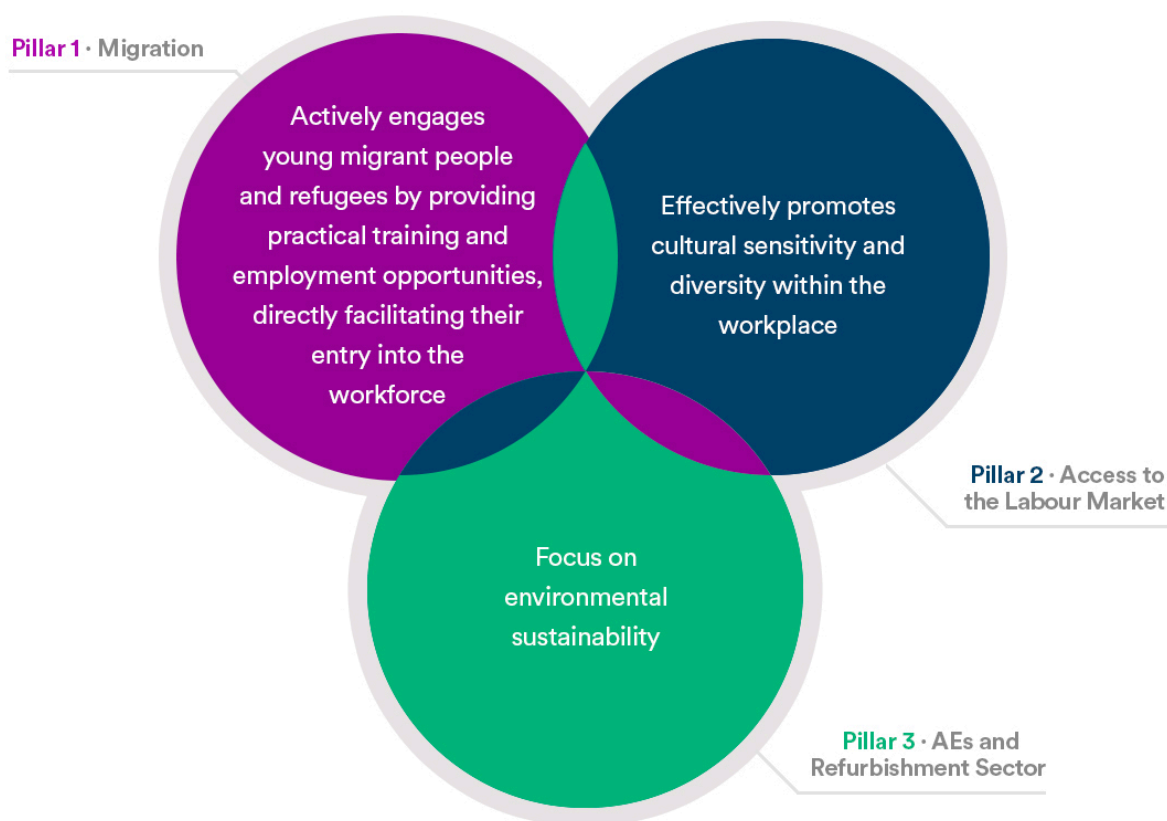 Pillar 1 · Migration
Actively engages
young migrant people
and refugees by providing
practical training and
employment opportunities,
directly facilitating their
entry into the
workforce
Effectively promotes
cultural sensitivity and
diversity within the
workplace
Pillar 2 · Access to
the Labour Market
Focus on
environmental
sustainability
Pillar 3 · AEs and
Refurbishment Sector